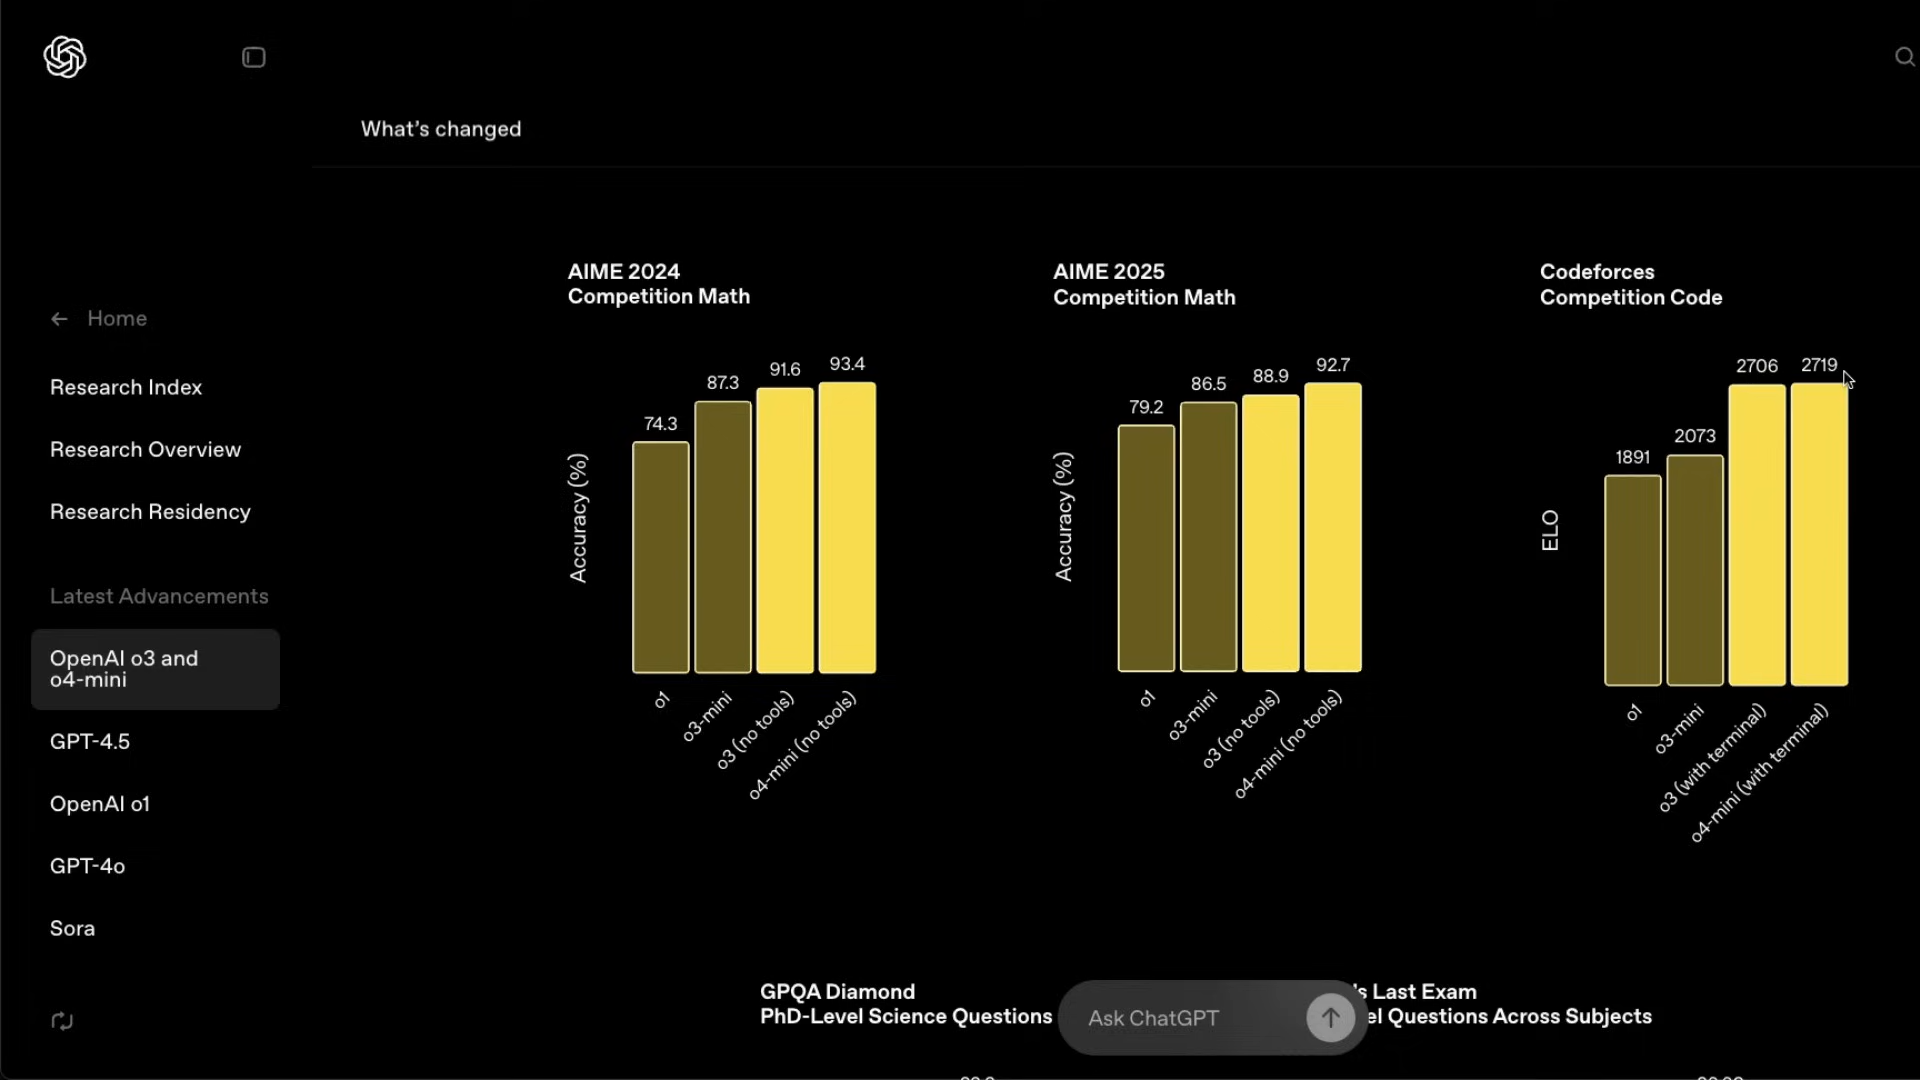 What's changed
Home
Research Index
Research Overview
Research Residency
Latest Advancements
OpenAI o3 and
o4-mini
GPT-4.5
OpenAI o1
GPT-4o
Sora
AIME 2024
Competition Math
Accuracy (%)
74.3
87.3
91.6
93.4
o1
o3-mini
o3 (no tools)
o4-mini (no tools)
AIME 2025
Competition Math
Accuracy (%)
79.2
86.5
88.9
92.7
o1
o3-mini
o3 (no tools)
o4-mini (no tools)
Codeforces
Competition Code
ELO
1891
2073
2706
2719
o1
o3-mini
o3 (with terminal)
o4-mini (with terminal)
GPQA Diamond
PhD-Level Science Questions
Last Exam
Questions Across Subjects
Ask ChatGPT